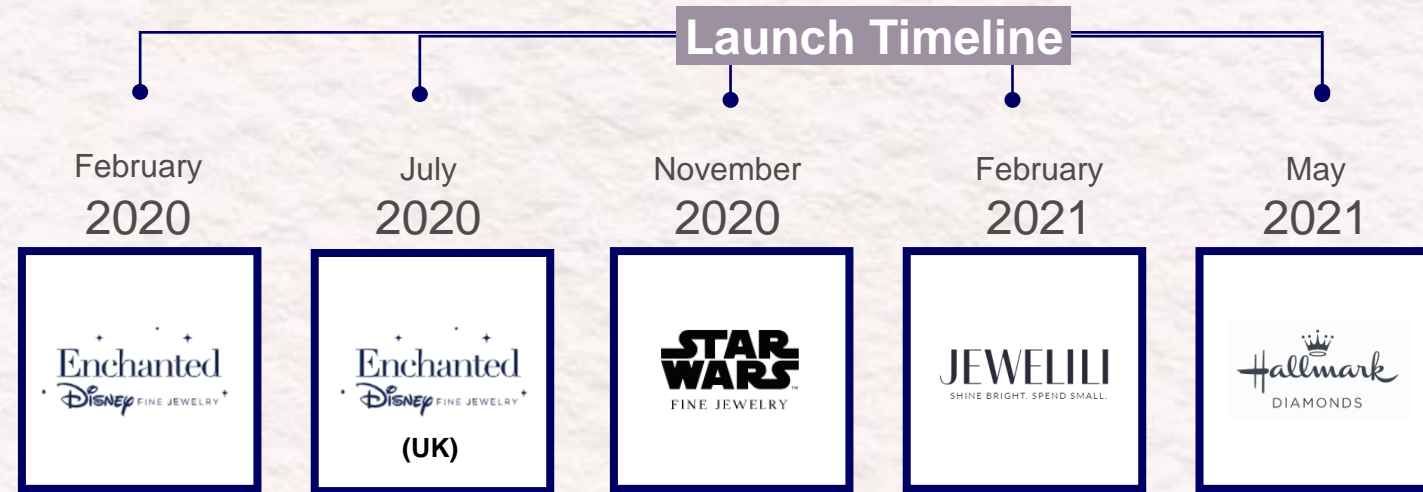 Launch Timeline
February
2020
July
2020
November
2020
February
2021
May
2021
Enchanted
Disney FINE JEWELRY
Enchanted
Disney FINE JEWELRY
(UK)
STAR
WARS
FINE JEWELRY
JEWELILI
SHINE BRIGHT. SPEND SMALL.
Hallmark
DIAMONDS